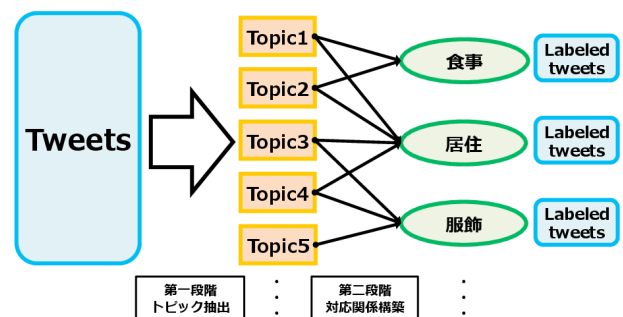 Tweets
Topic1
Topic2
Topic3
Topic4
Topic5
食事
居住
服飾
Labeled
tweets
Labeled
tweets
Labeled
tweets
第一段階
トピック抽出
第二段階
対応関係構築